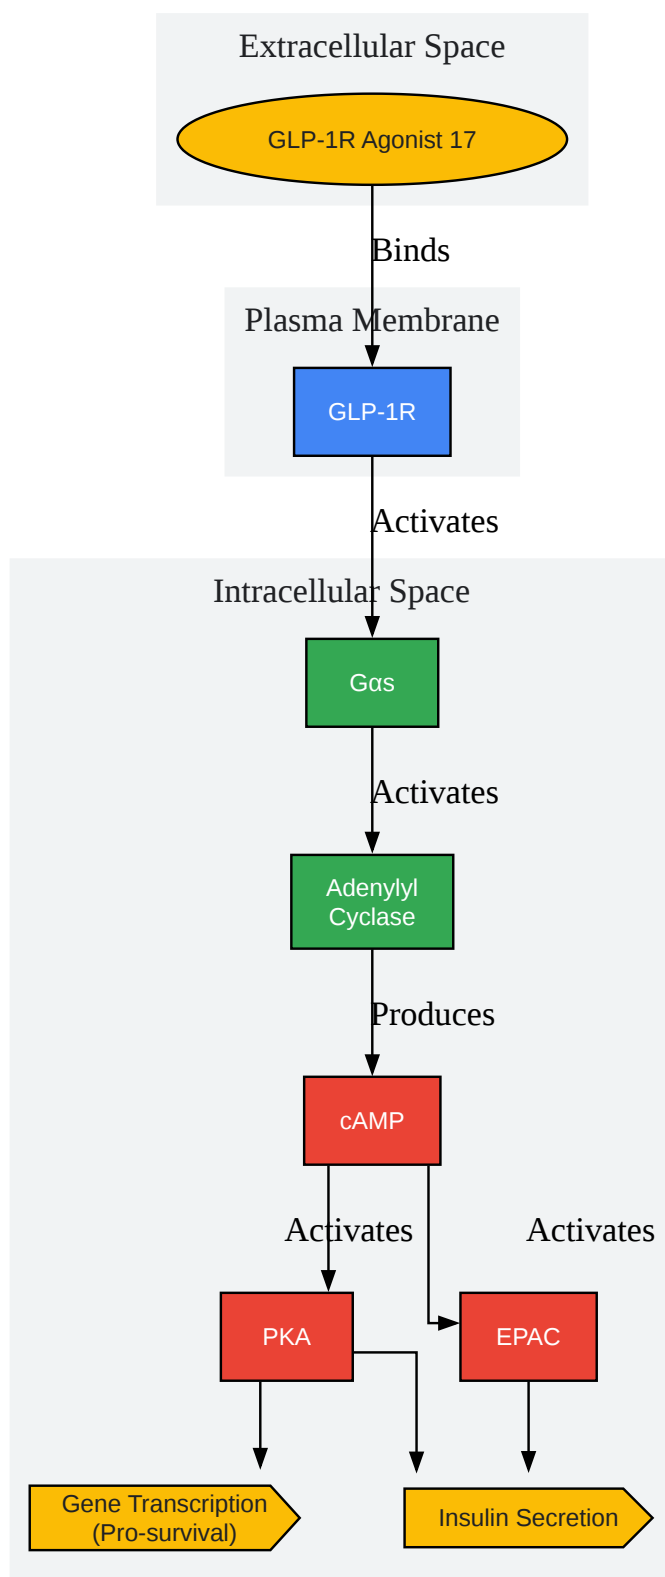 Extracellular Space
GLP-1R Agonist 17
Binds
Plasma Membrane
GLP-1R
Activates
Intracellular Space
Gαs
Activates
Adenylyl
Cyclase
Produces
cAMP
Activates
Activates
PKA
EPAC
Gene Transcription
(Pro-survival)
Insulin Secretion